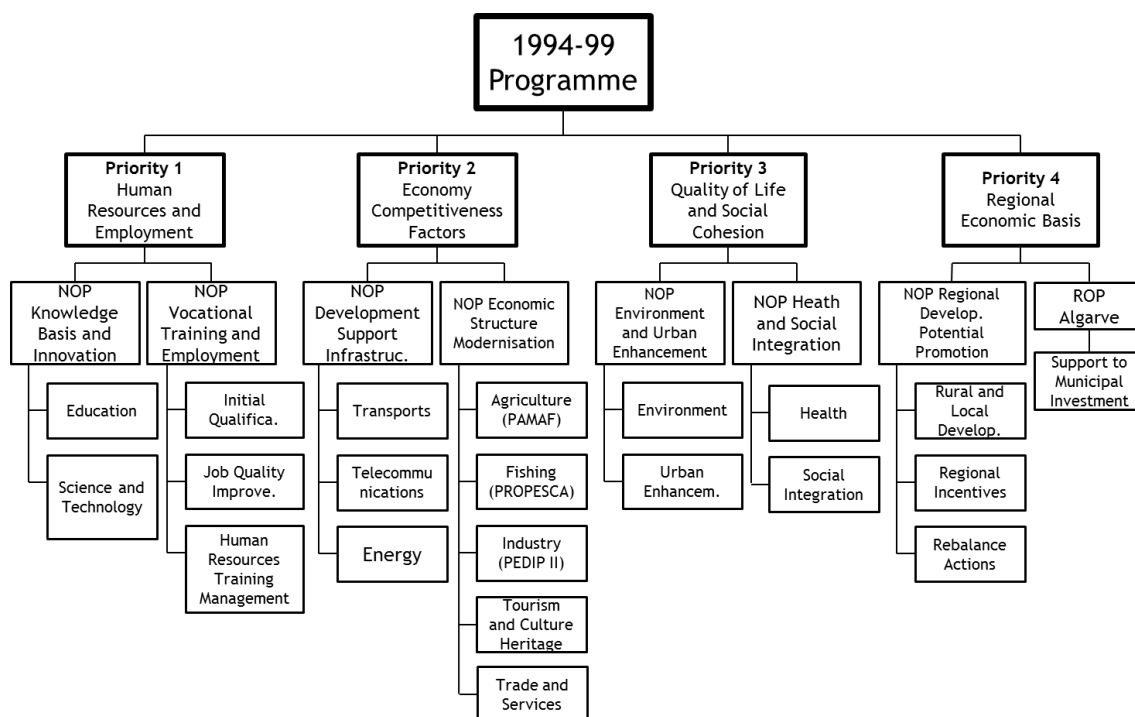 1994-99
Programme
Priority 1
Human
Resources and
Employment
Priority 2
Economy
Competitiveness
Factors
Priority 3
Quality of Life
and Social
Cohesion
Priority 4
Regional
Economic Basis
NOP
Knowledge
Basis and
Innovation
NOP
Vocational
Training and
Employment
NOP
Development
Support
Infrastruc.
NOP Economic
Structure
Modernisation
NOP
Environment
and Urban
Enhancement
NOP Heath
and Social
Integration
NOP Regional
Develop.
Potential
Promotion
ROP
Algarve
Education
Science and
Technology
Initial
Qualifica.
Job Quality
Improve.
Human
Resources
Training
Management
Transports
Telecommu
nications
Energy
Agriculture
(PAMAF)
Fishing
(PROPESCA)
Industry
(PEDIP II)
Tourism
and Culture
Heritage
Trade and
Services
Environment
Urban
Enhancem.
Health
Social
Integration
Rural and
Local
Develop.
Regional
Incentives
Rebalance
Actions
Support to
Municipal
Investment